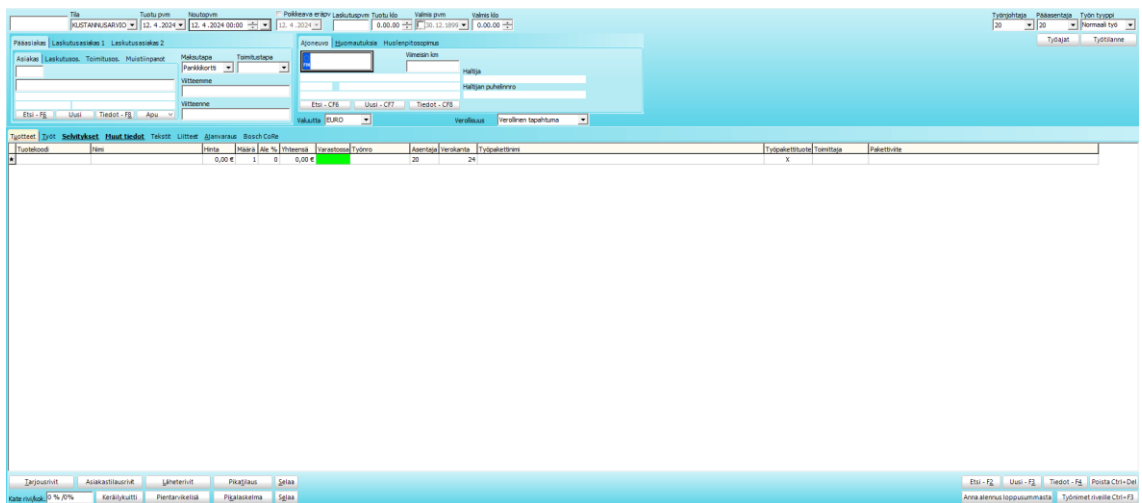 Tila Tuotu pvm Noutopvm Poikkeava eräpv Laskutuspvm Tuotu klo Valmis pvm Valmis klo Työnjohtaja Pääasentaja Työn tyyppi
KUSTANNUSARVIO 12. 4 .2024 12. 4 .2024 00:00 12. 4 .2024 0.00.00 30.12.1899 0.00.00 20 20 Normaali työ
Työajat Työtilanne
Pääasiakas Laskutusasiakas 1 Laskutusasiakas 2 Ajoneuvo Huomautuksia Huolenpitosopimus
Asiakas Laskutusos. Toimitusos. Muistiinpanot Maksutapa Toimitustapa Viimeisin km
Pankkikortti
Haltija
Viitteemme
Haltijan puhelinnro
Viitteenne
Etsi - CF6 Uusi - CF7 Tiedot - CF8
Etsi - F6 Uusi Tiedot - F8 Apu
Valuutta EURO Verollisuus Verollinen tapahtuma
Tuotteet Työt Selvitykset Muut tiedot Tekstit Liitteet Ajanvaraus Bosch CoRe
Tuotekoodi Nimi Hinta Määrä Ale % Yhteensä Varastossa Työnro Asentaja Verokanta Työpakettinimi Työpakettituote Toimittaja Pakettiviite
0,00 € 1 0 0,00 € 20 24 X
Tarjousrivit Asiakastilausrivit Läheterivit Pikatilaus Selaa Etsi - F2 Uusi - F3 Tiedot - F4 Poista Ctrl+Del
Kate rivi/kok. 0 % /0% Keräilykuitti Pientarvikelisä Pikalaskelma Selaa Anna alennus loppusummasta Työnimet riveille Ctrl+F3